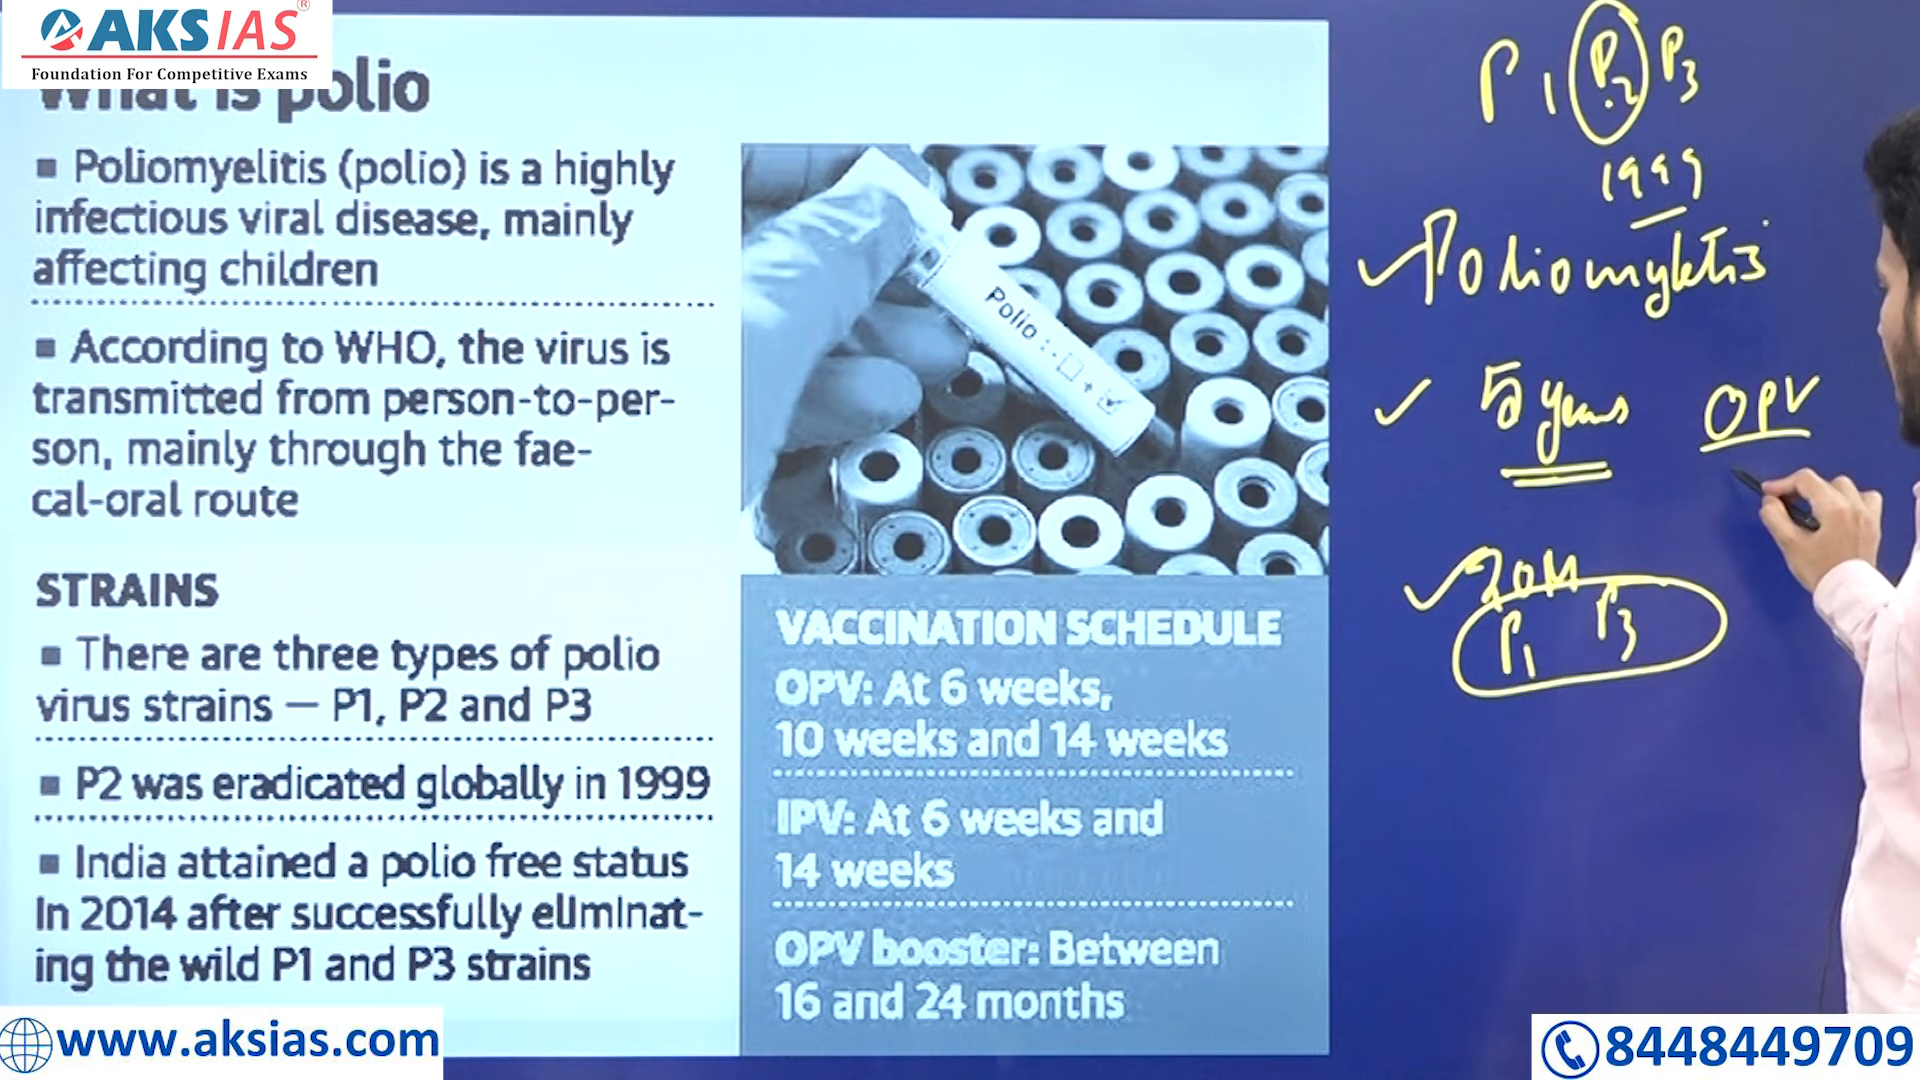 AKS IAS®
Foundation For Competitive Exams
What is polio
▪ Poliomyelitis (polio) is a highly
infectious viral disease, mainly
affecting children
▪ According to WHO, the virus is
transmitted from person-to-per-
son, mainly through the fae-
cal-oral route
STRAINS
▪ There are three types of polio
virus strains — P1, P2 and P3
▪ P2 was eradicated globally in 1999
▪ India attained a polio free status
in 2014 after successfully eliminat-
ing the wild P1 and P3 strains
Polio :
VACCINATION SCHEDULE
OPV: At 6 weeks,
10 weeks and 14 weeks
IPV: At 6 weeks and
14 weeks
OPV booster: Between
16 and 24 months
P1 P2 P3
1999
Poliomyletis
5 years OPV
2014
P1 P3
www.aksias.com
8448449709